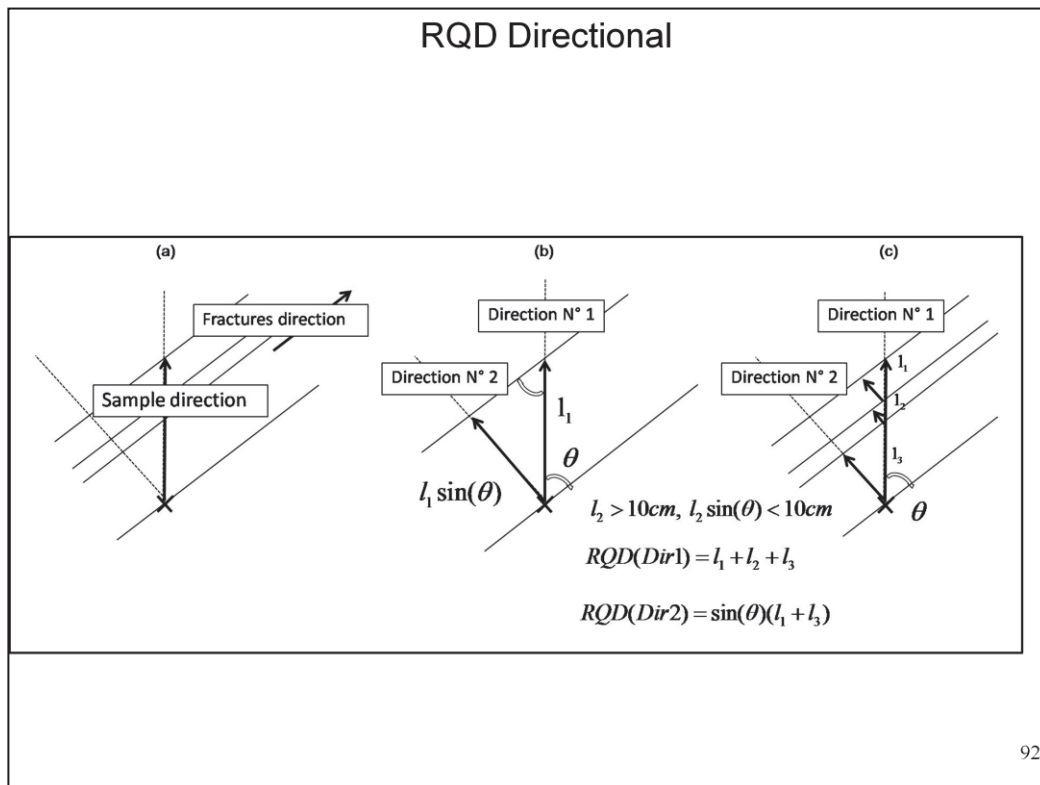 RQD Directional
(a)
Fractures direction
Sample direction
(b)
Direction N° 1
Direction N° 2
l₁
θ
l₁ sin(θ)
(c)
Direction N° 1
Direction N° 2
l₁
l₂
l₃
θ
l₂ > 10cm, l₂ sin(θ) < 10cm
RQD(Dir1) = l₁ + l₂ + l₃
RQD(Dir2) = sin(θ)(l₁ + l₃)
92